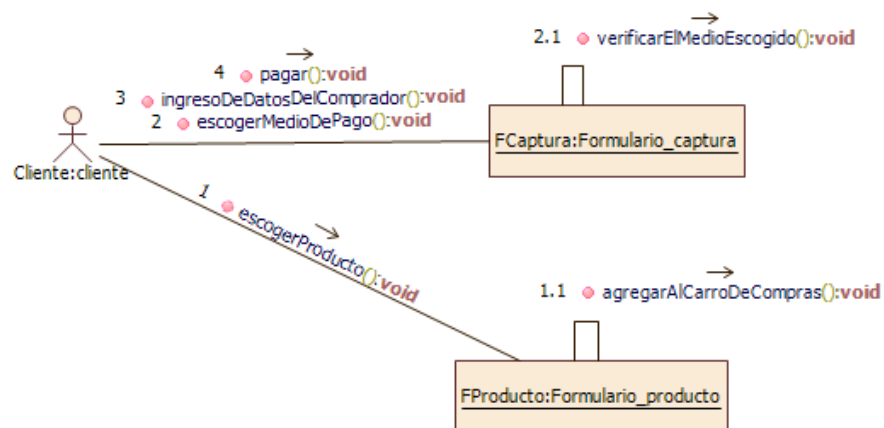 2.1 verificarElMedioEscogido():void
4 pagar():void
3 ingresoDeDatosDelComprador():void
2 escogerMedioDePago():void
FCaptura:Formulario_captura
Cliente:cliente
1 escogerProducto():void
1.1 agregarAlCarroDeCompras():void
FProducto:Formulario_producto